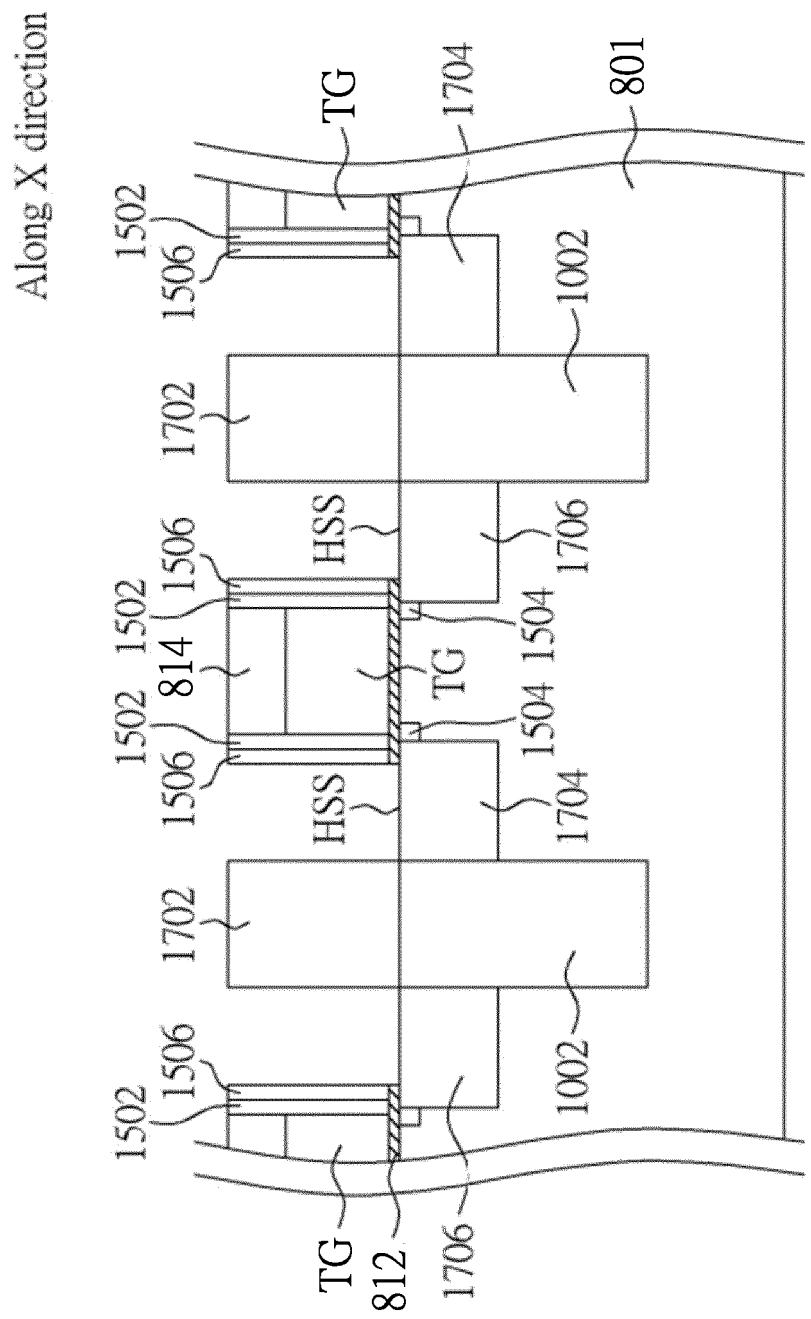 Along X direction
1502 1502 1502 1502
1506 1702 1506 814 1506 1702 1506
TG HSS HSS TG
812
1706 TG 1704
1504 1504
1002 1704 1706 1002
801